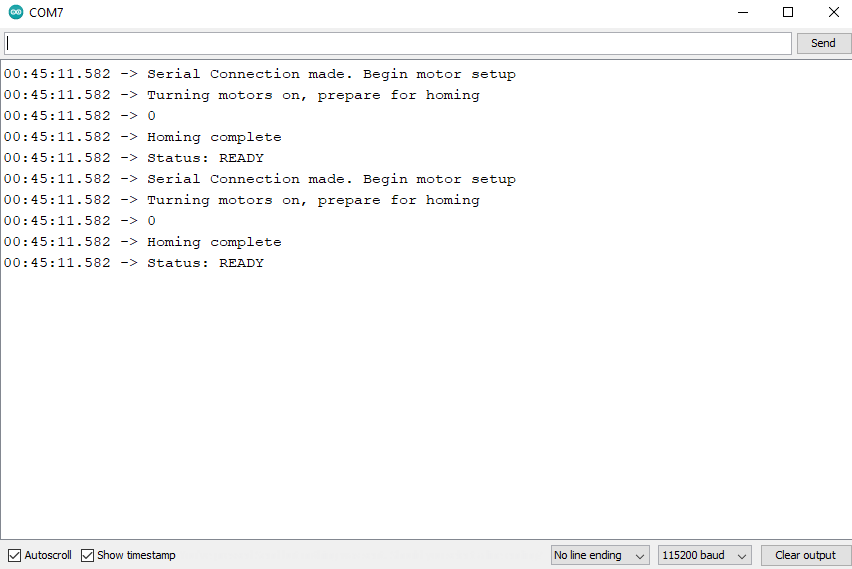 COM7
Send
00:45:11.582 -> Serial Connection made. Begin motor setup
00:45:11.582 -> Turning motors on, prepare for homing
00:45:11.582 -> 0
00:45:11.582 -> Homing complete
00:45:11.582 -> Status: READY
00:45:11.582 -> Serial Connection made. Begin motor setup
00:45:11.582 -> Turning motors on, prepare for homing
00:45:11.582 -> 0
00:45:11.582 -> Homing complete
00:45:11.582 -> Status: READY
Autoscroll Show timestamp No line ending 115200 baud Clear output